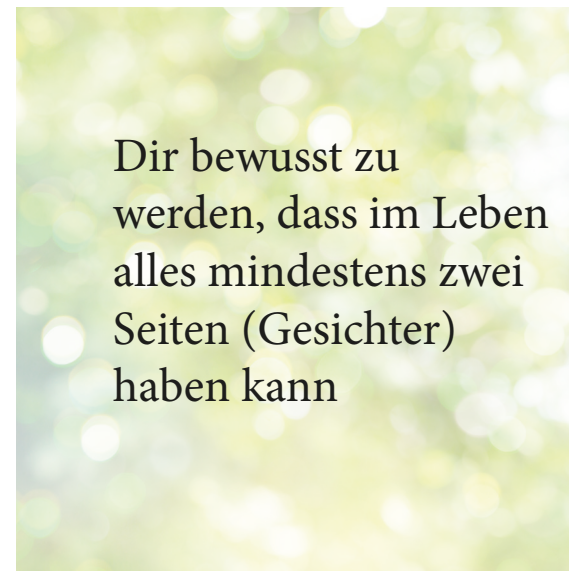 Dir bewusst zu
werden, dass im Leben
alles mindestens zwei
Seiten (Gesichter)
haben kann